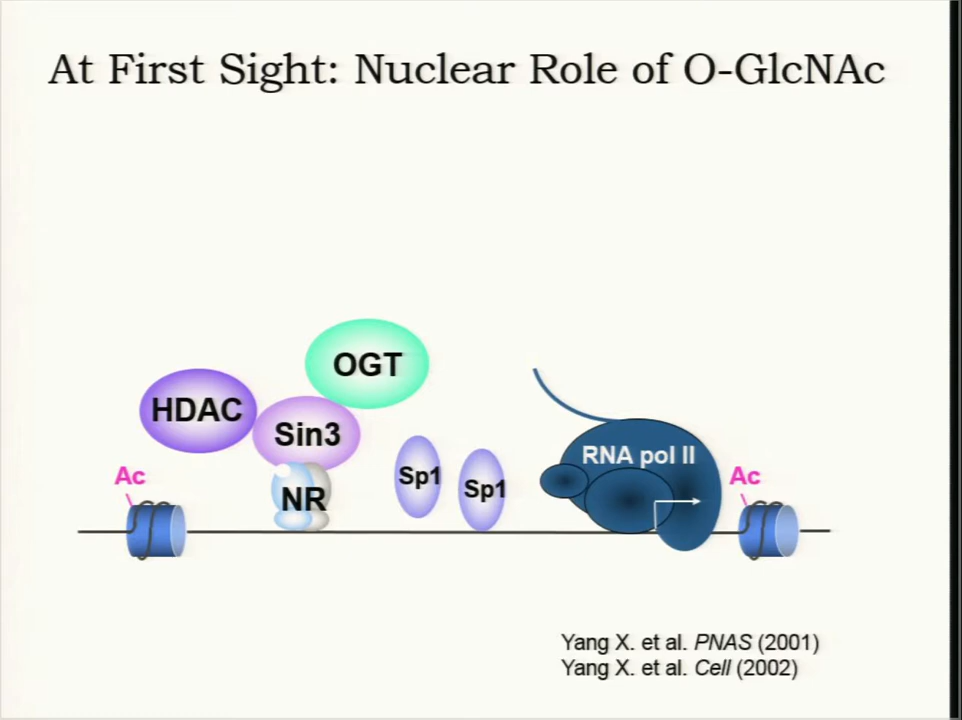 At First Sight: Nuclear Role of O-GlcNAc
OGT
HDAC
Sin3
Ac
NR
Sp1
Sp1
RNA pol II
Ac
Yang X. et al. PNAS (2001)
Yang X. et al. Cell (2002)